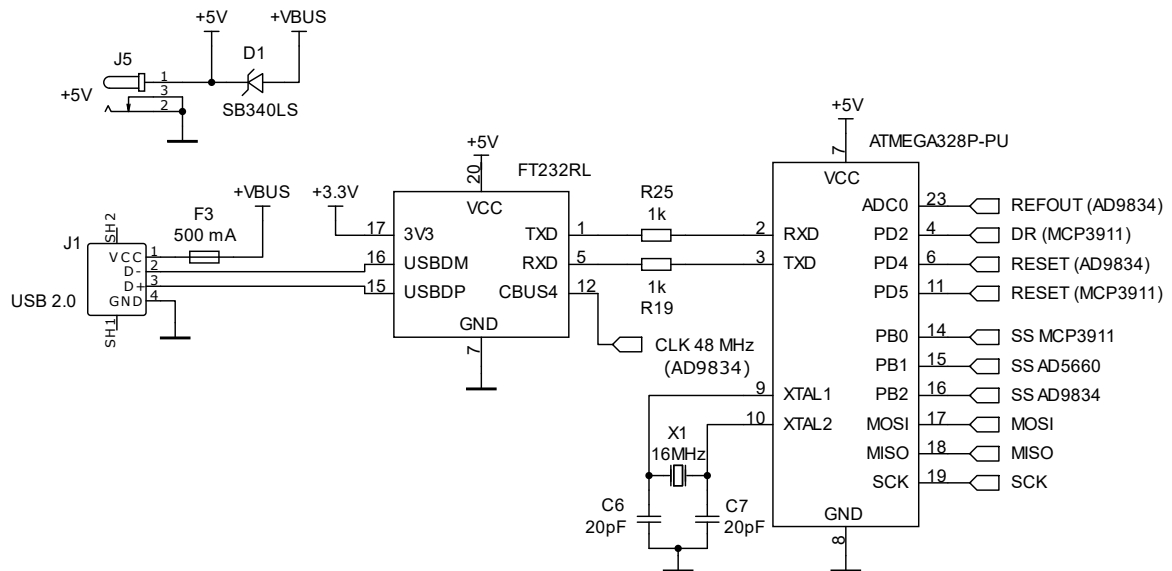 +5V
+VBUS
J5
D1
1
3
2
+5V
SB340LS
+5V
ATMEGA328P-PU
7
VCC
+5V
20
FT232RL
VCC
+VBUS
+3.3V
F3
500 mA
SH2
J1
VCC
1
D-
2
D+
3
GND
4
USB 2.0
SH1
17
3V3
16
USBDM
15
USBDP
TXD
1
RXD
5
CBUS4
12
GND
7
R25
1k
1k
R19
2
RXD
3
TXD
CLK 48 MHz
(AD9834)
9
XTAL1
10
XTAL2
X1
16MHz
C6
20pF
C7
20pF
ADC0
23
REFOUT (AD9834)
PD2
4
DR (MCP3911)
PD4
6
RESET (AD9834)
PD5
11
RESET (MCP3911)
PB0
14
SS MCP3911
PB1
15
SS AD5660
PB2
16
SS AD9834
MOSI
17
MOSI
MISO
18
MISO
SCK
19
SCK
GND
8